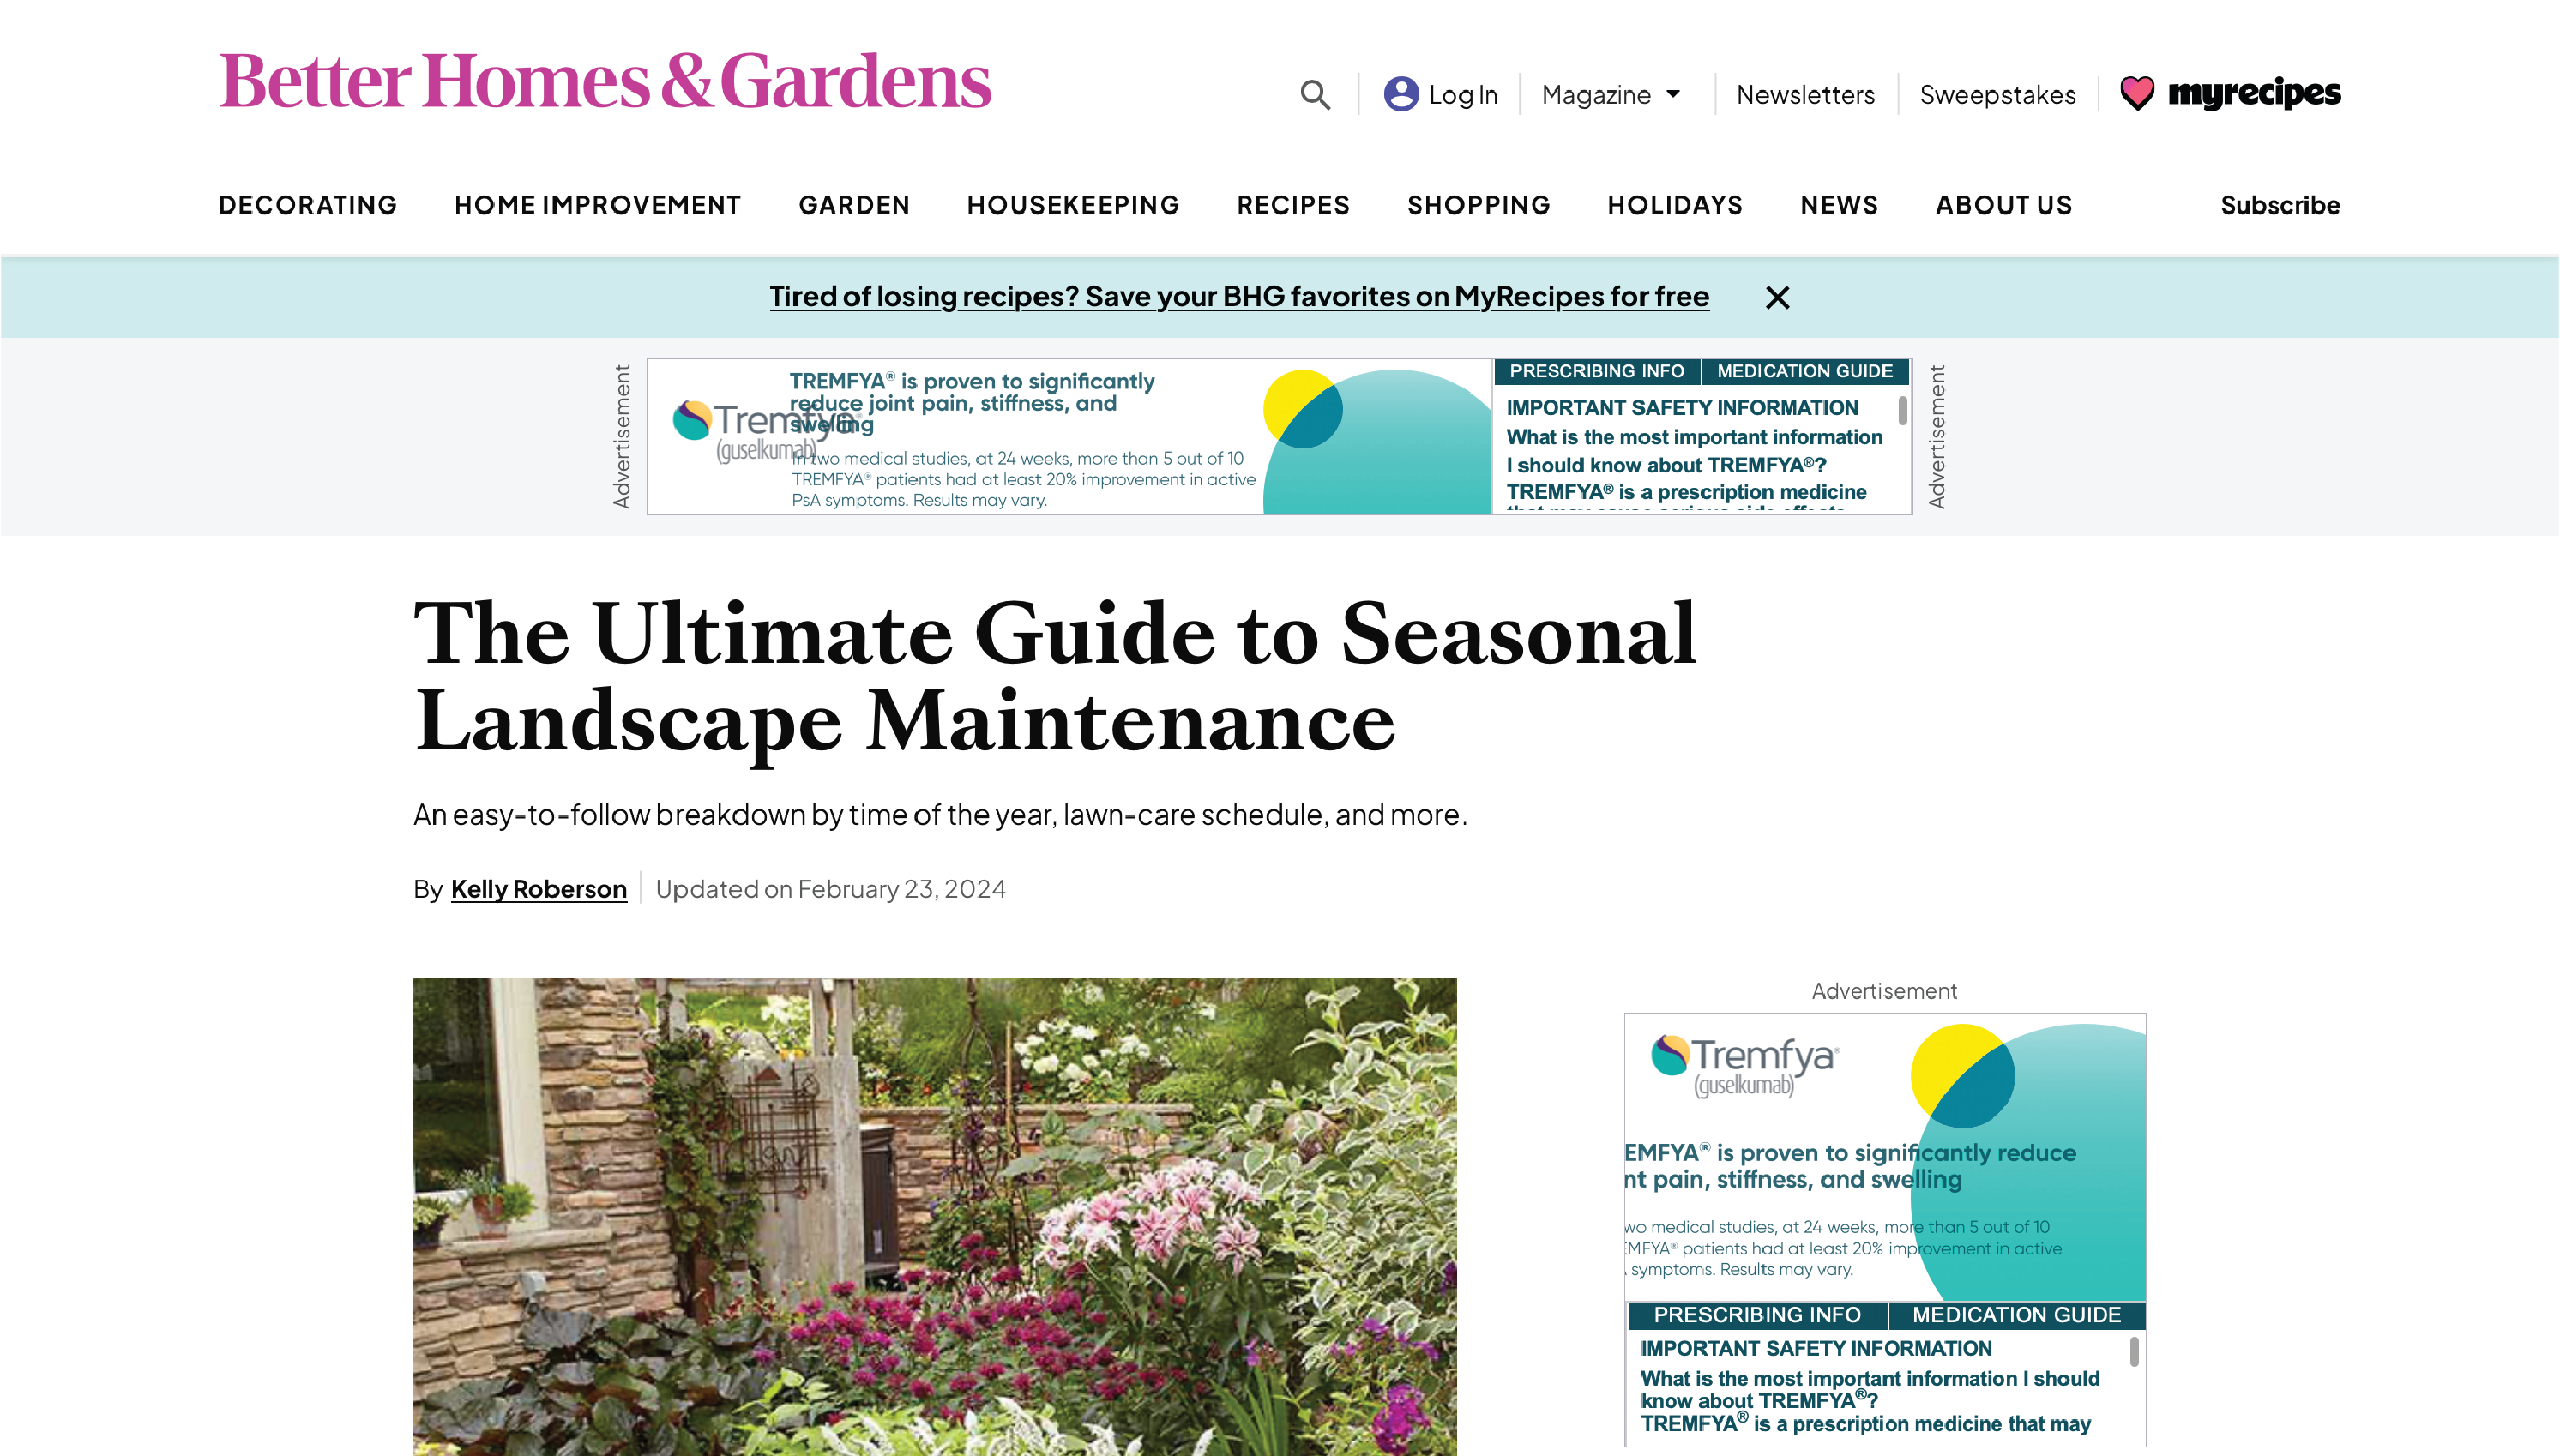 Better Homes & Gardens
Log In
Magazine
Newsletters
Sweepstakes
myrecipes
DECORATING
HOME IMPROVEMENT
GARDEN
HOUSEKEEPING
RECIPES
SHOPPING
HOLIDAYS
NEWS
ABOUT US
Subscribe
Tired of losing recipes? Save your BHG favorites on MyRecipes for free
Advertisement
Tremfya®
(guselkumab)
TREMFYA® is proven to significantly
reduce joint pain, stiffness, and
swelling
In two medical studies, at 24 weeks, more than 5 out of 10
TREMFYA® patients had at least 20% improvement in active
PsA symptoms. Results may vary.
PRESCRIBING INFO
MEDICATION GUIDE
IMPORTANT SAFETY INFORMATION
What is the most important information
I should know about TREMFYA®?
TREMFYA® is a prescription medicine
that may cause serious side effects
Advertisement
The Ultimate Guide to Seasonal
Landscape Maintenance
An easy-to-follow breakdown by time of the year, lawn-care schedule, and more.
By Kelly Roberson
Updated on February 23, 2024
Advertisement
Tremfya®
(guselkumab)
EMFYA® is proven to significantly reduce
nt pain, stiffness, and swelling
wo medical studies, at 24 weeks, more than 5 out of 10
EMFYA® patients had at least 20% improvement in active
symptoms. Results may vary.
PRESCRIBING INFO
MEDICATION GUIDE
IMPORTANT SAFETY INFORMATION
What is the most important information I should
know about TREMFYA®?
TREMFYA® is a prescription medicine that may